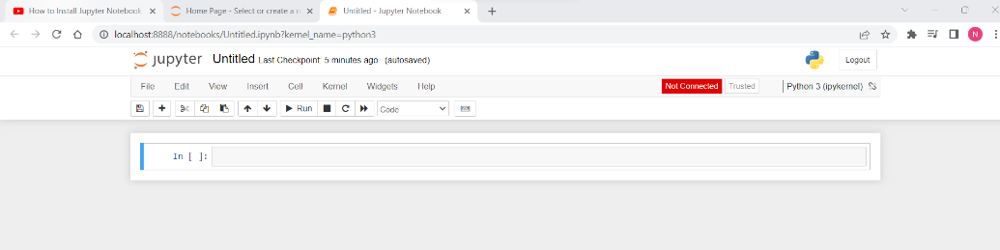 How to Install Jupyter Notebook
Home Page - Select or create a n
Untitled - Jupyter Notebook
localhost:8888/notebooks/Untitled.ipynb?kernel_name=python3
N
jupyter Untitled Last Checkpoint: 5 minutes ago (autosaved)
Logout
File Edit View Insert Cell Kernel Widgets Help
Not Connected Trusted Python 3 (ipykernel)
Run Code
In [ ]: